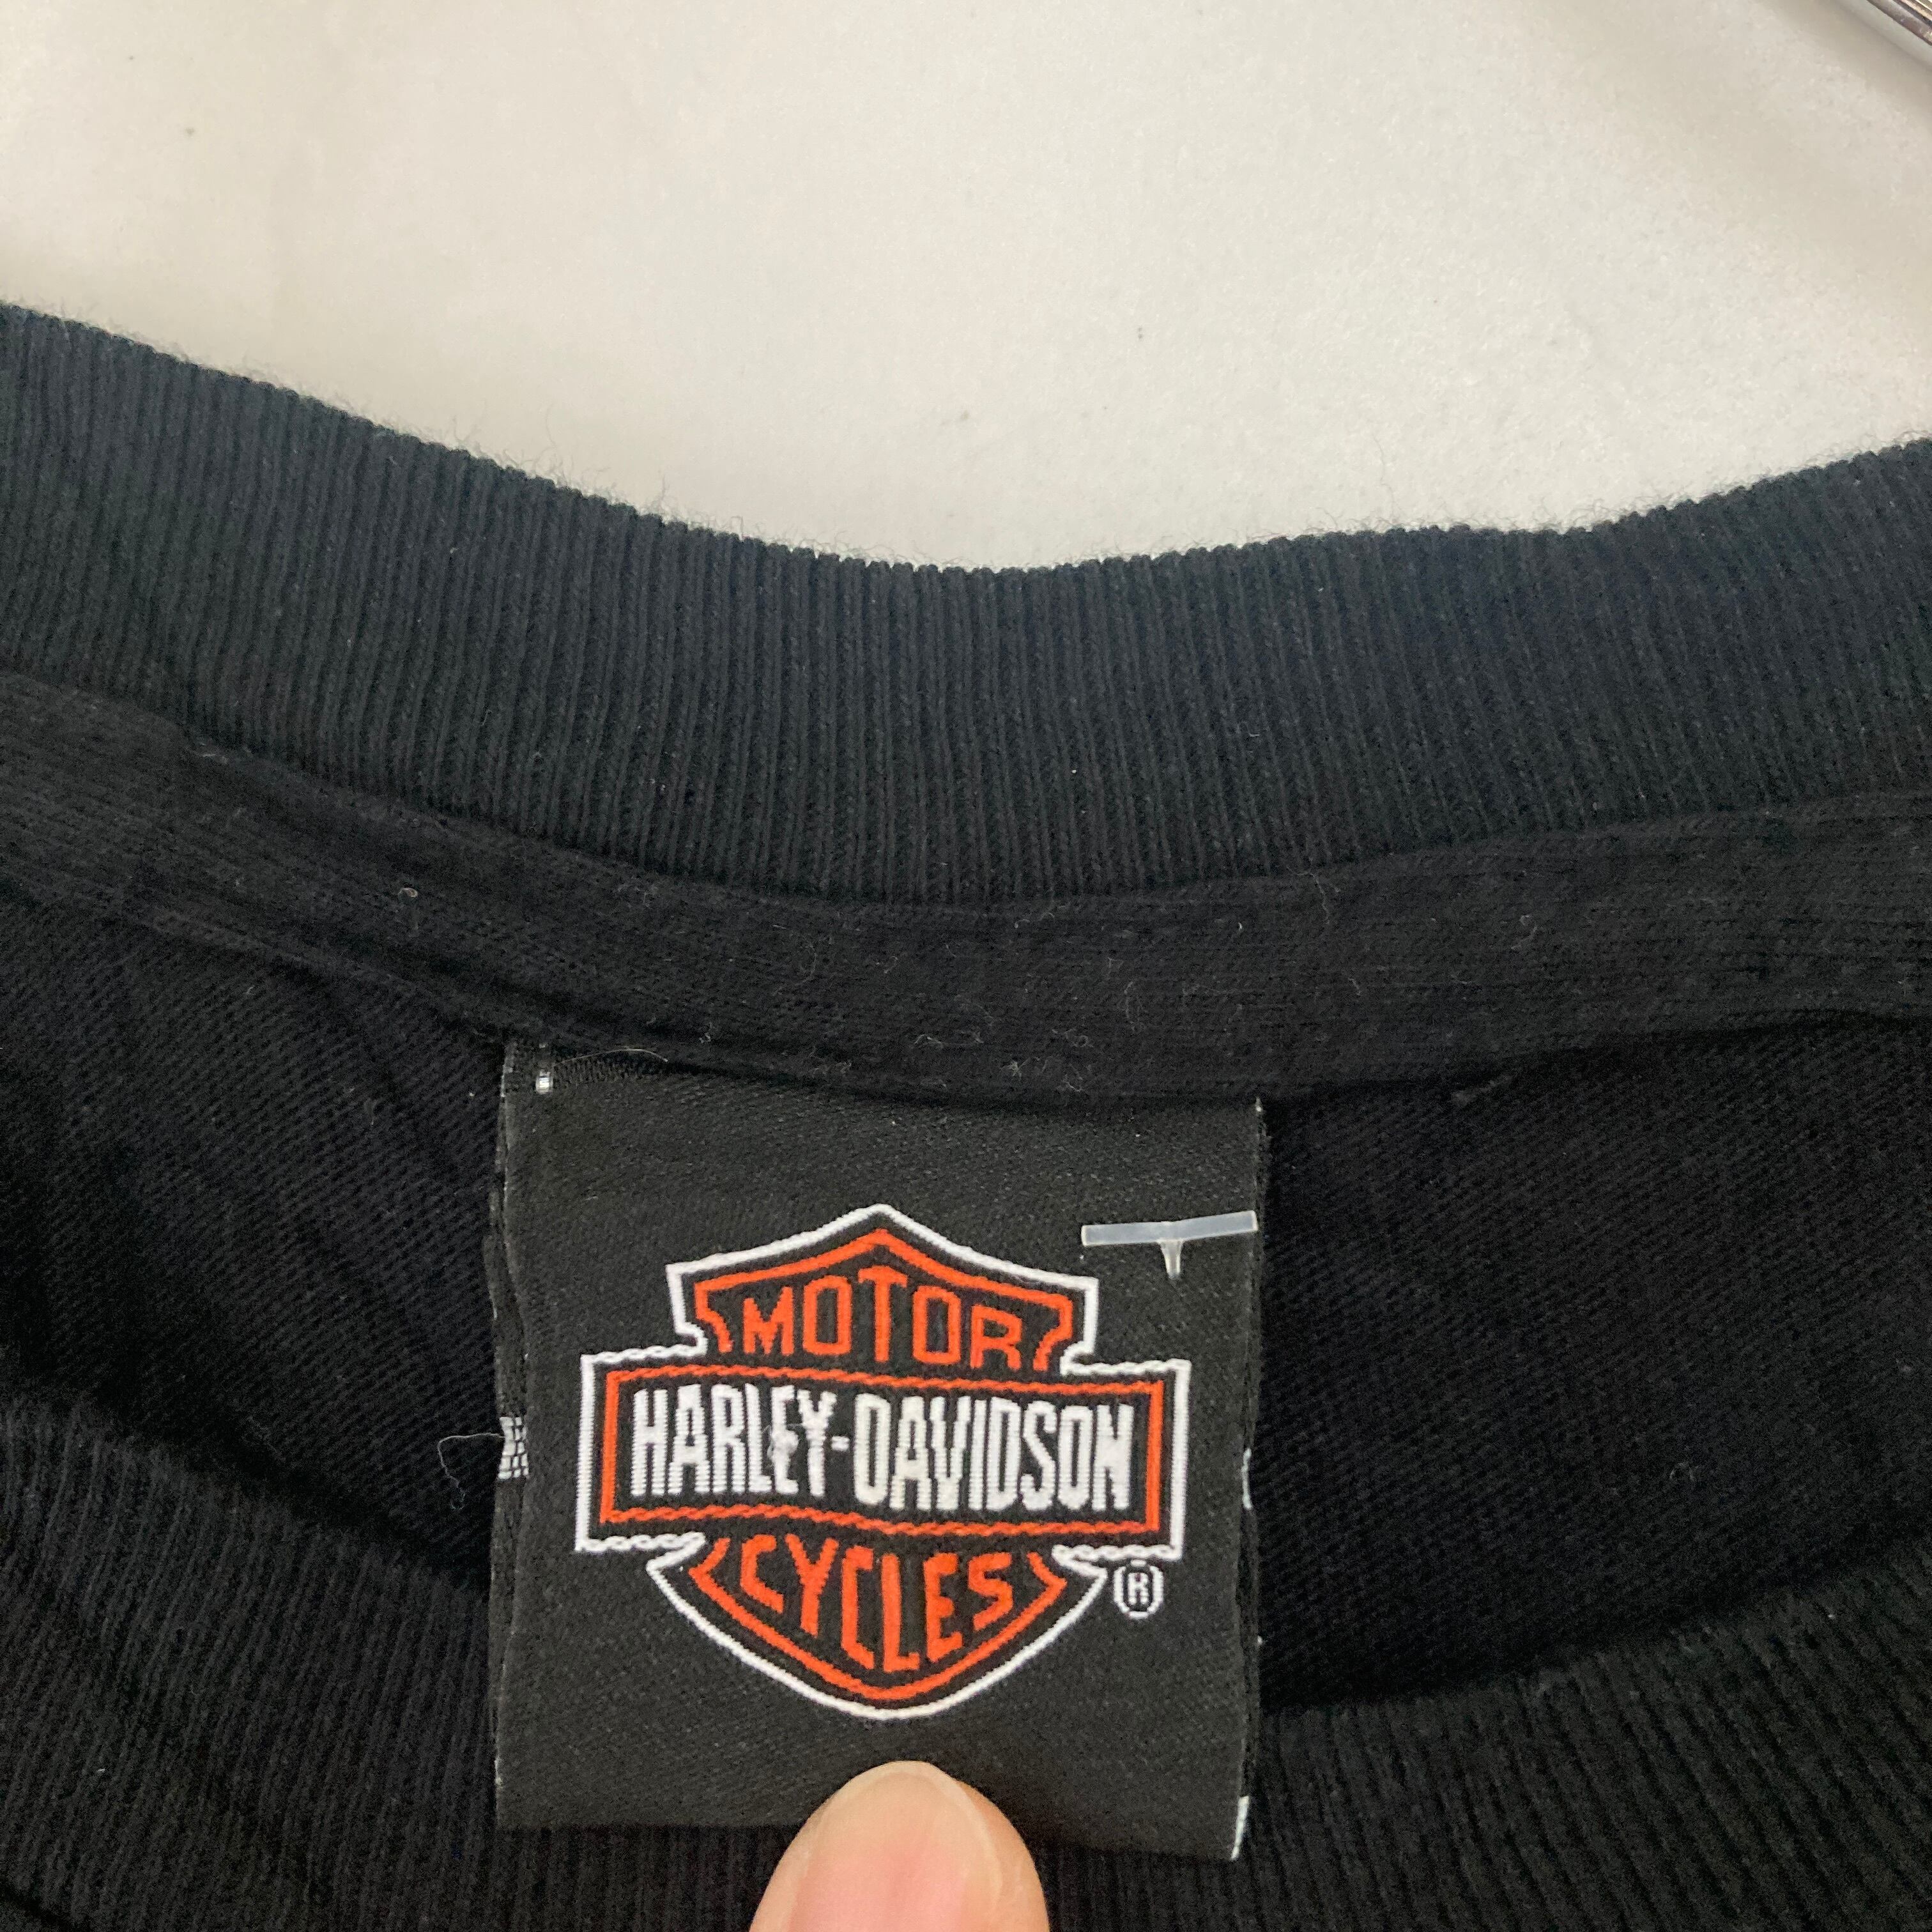 MOTOR
HARLEY-DAVIDSON
CYCLES
®